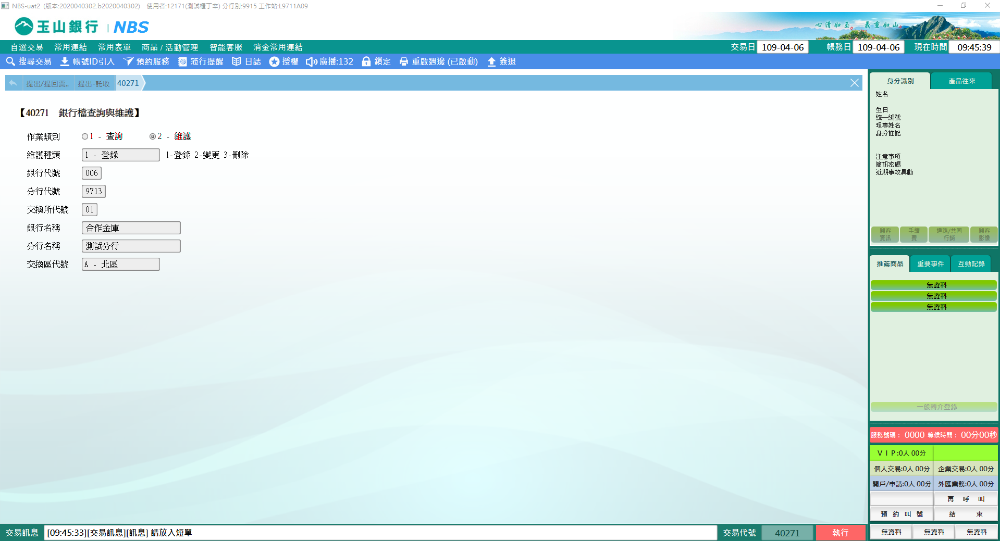 NBS-uat2 (版本:2020040302.b2020040302) 使用者:12171(測試櫃丁辛) 分行別:9915 工作站:L9711A09
玉山銀行 | NBS
心清如玉。義重如山。
自選交易 常用連結 常用表單 商品 / 活動管理 智能客服 消金常用連結 交易日 109-04-06 帳務日 109-04-06 現在時間 09:45:39
搜尋交易 帳號ID引入 預約服務 蒞行提醒 日誌 授權 廣播:132 鎖定 重啟週邊 (已啟動) 簽退
提出/提回票.. 提出-託收 40271
【40271 銀行檔查詢與維護】
作業類別 1 - 查詢 2 - 維護
維護種類 1 - 登錄 1-登錄 2-變更 3-刪除
銀行代號 006
分行代號 9713
交換所代號 01
銀行名稱 合作金庫
分行名稱 測試分行
交換區代號 A - 北區
身分識別 產品往來
姓名
生日
統一編號
理專姓名
身分註記
注意事項
簡訊密碼
近期事故異動
顧客資訊 手續費 通路/共同行銷 顧客影像
推薦商品 重要事件 互動記錄
無資料
無資料
無資料
一般轉介登錄
服務號碼： 0000 等候時間： 00分00秒
ＶＩＰ:0人 00分
個人交易:0人 00分 企業交易:0人 00分
開戶/申請:0人 00分 外匯業務:0人 00分
再 呼 叫
預 約 叫 號 結 束
無資料 無資料 無資料
交易訊息 [09:45:33][交易訊息][訊息] 請放入短單 交易代號 40271 執行